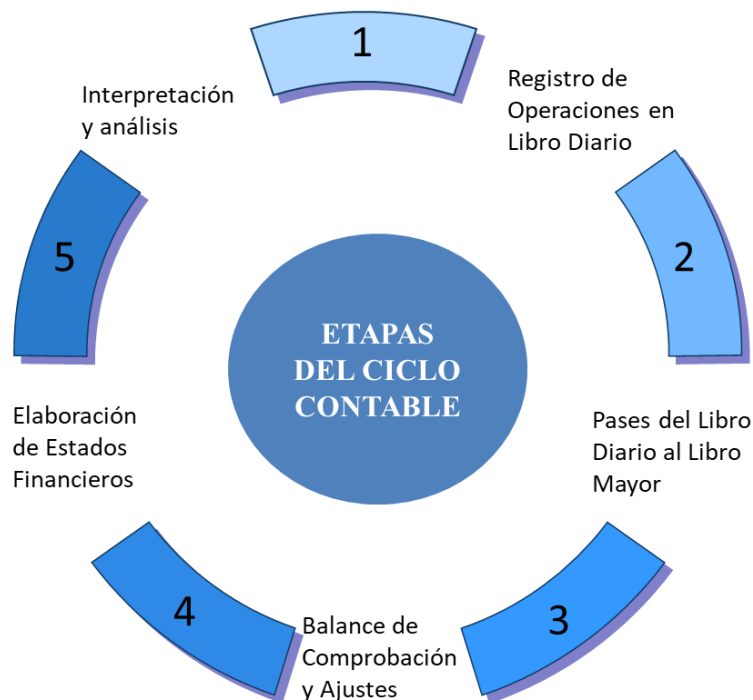 1
Registro de
Operaciones en
Libro Diario
2
Pases del Libro
Diario al Libro
Mayor
3
Balance de
Comprobación
y Ajustes
4
Elaboración
de Estados
Financieros
5
Interpretación
y análisis
ETAPAS
DEL CICLO
CONTABLE